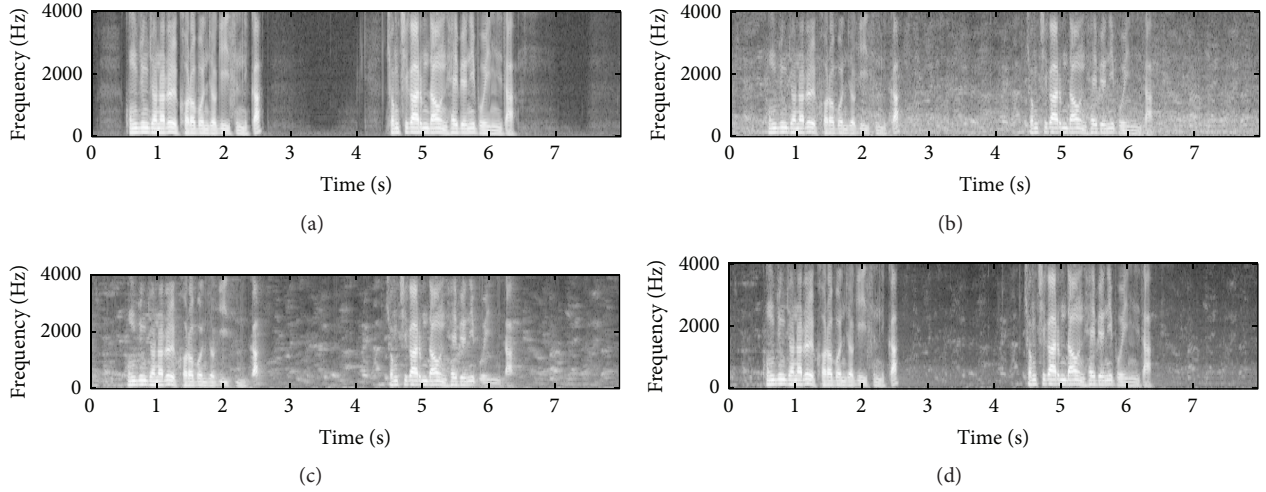 Frequency (Hz)
4000
2000
0
0 1 2 3 4 5 6 7
Time (s)
(a)
Frequency (Hz)
4000
2000
0
0 1 2 3 4 5 6 7
Time (s)
(b)
Frequency (Hz)
4000
2000
0
0 1 2 3 4 5 6 7
Time (s)
(c)
Frequency (Hz)
4000
2000
0
0 1 2 3 4 5 6 7
Time (s)
(d)